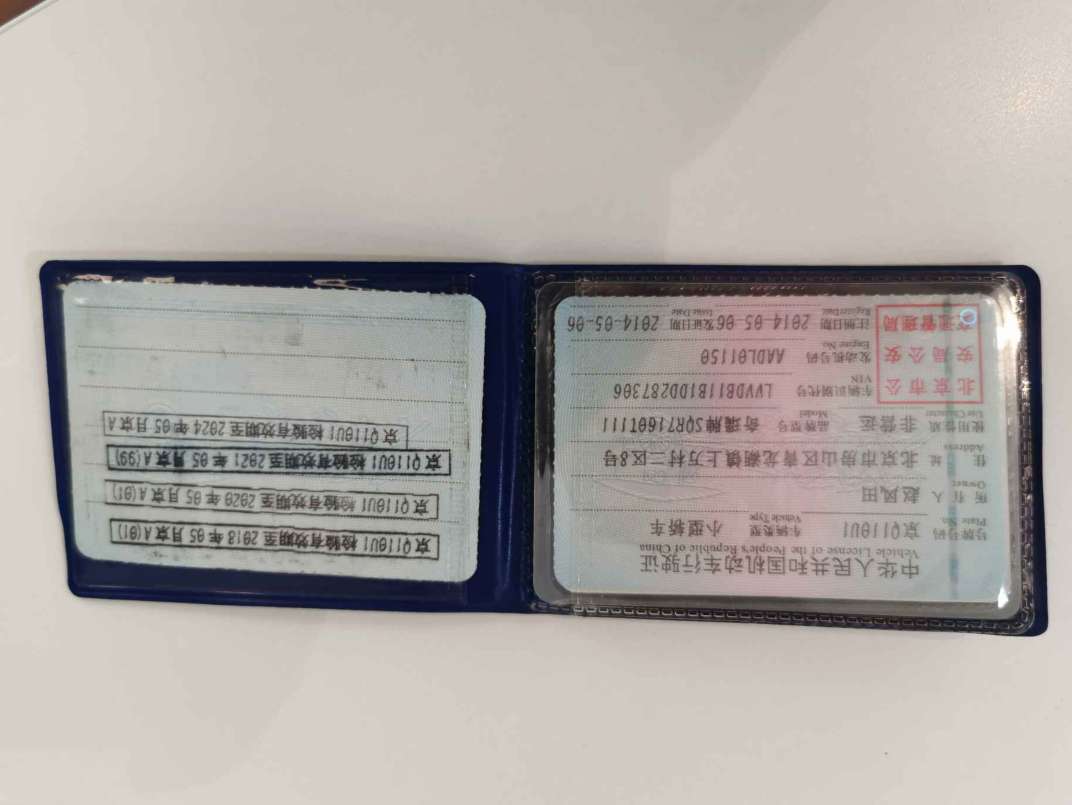 中华人民共和国机动车行驶证
Vehicle License of the People's Republic of China
号牌号码 京Q110U1 车辆类型 小型轿车
Plate No. Vehicle Type
所有人 赵凤田
Owner
住址 北京市房山区青龙湖镇上万村二区8号
Address
使用性质 非营运 品牌型号 奇瑞牌SQR7160T111
Use Character Model
北京市公安局公安交通管理局
车辆识别代号 LVVDB11B1DD287306
VIN
发动机号码 AADL01150
Engine No.
注册日期 2014-05-06 发证日期 2014-05-06
Register Date Issue Date
京Q110U1 检验有效期至2018年05月京A(01)
京Q110U1 检验有效期至2020年05月京A(01)
京Q110U1 检验有效期至2021年05月京A(99)
京Q110U1 检验有效期至2024年05月京A